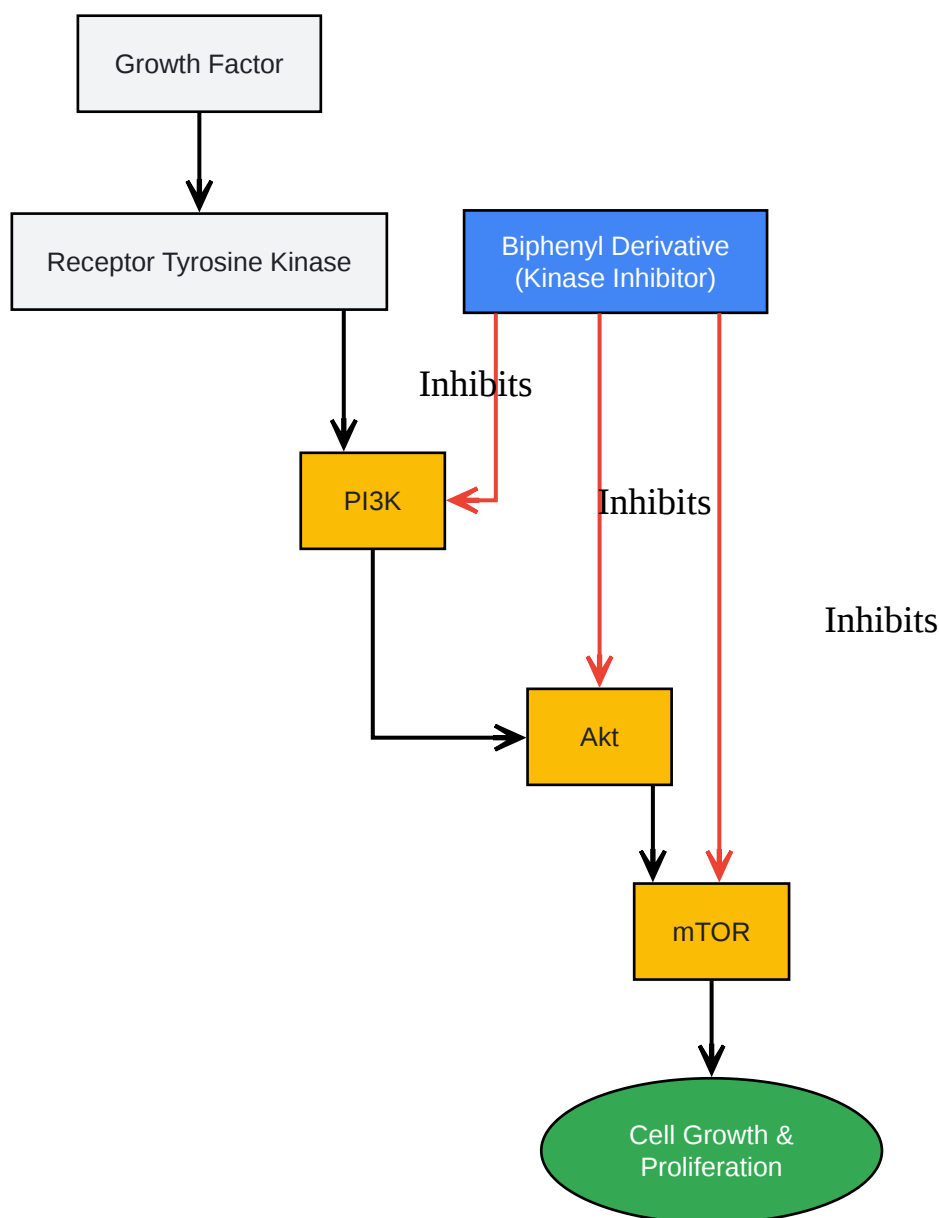 Growth Factor
Receptor Tyrosine Kinase
Biphenyl Derivative
(Kinase Inhibitor)
Inhibits
PI3K
Inhibits
Inhibits
Akt
mTOR
Cell Growth &
Proliferation